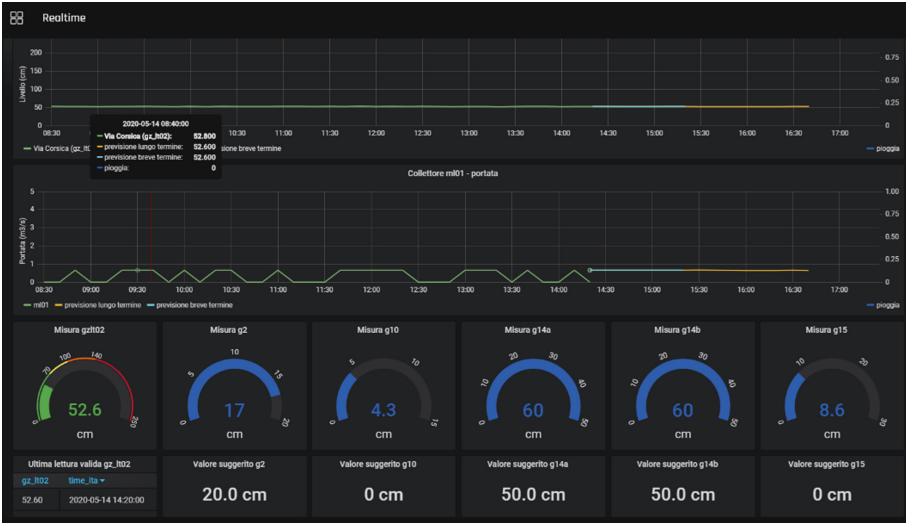 Realtime
200
150
100
50
0
Livello (cm)
0.75
0.50
0.25
0
08:30 10:30 11:00 11:30 12:00 12:30 13:00 13:30 14:00 14:30 15:00 15:30 16:00 16:30 17:00
2020-05-14 08:40:00
Via Corsica (gz_lt02): 52.800
previsione lungo termine: 52.600
previsione breve termine: 52.600
pioggia: 0
Via Corsica (gz_lt0 sione breve termine pioggia
Collettore ml01 - portata
5
4
3
2
1
0
Portata (m3/s)
1.00
0.75
0.50
0.25
0
08:30 09:00 09:30 10:00 10:30 11:00 11:30 12:00 12:30 13:00 13:30 14:00 14:30 15:00 15:30 16:00 16:30 17:00
ml01 previsione lungo termine previsione breve termine pioggia
Misura gzlt02
0 70 100 140 250
52.6
cm
Misura g2
0 5 10 15 20
17
cm
Misura g10
0 5 10 15
4.3
cm
Misura g14a
0 10 20 30 40 50
60
cm
Misura g14b
0 10 20 30 40 50
60
cm
Misura g15
0 10 20 30
8.6
cm
Ultima lettura valida gz_lt02
gz_lt02 time_ita
52.60 2020-05-14 14:20:00
Valore suggerito g2
20.0 cm
Valore suggerito g10
0 cm
Valore suggerito g14a
50.0 cm
Valore suggerito g14b
50.0 cm
Valore suggerito g15
0 cm